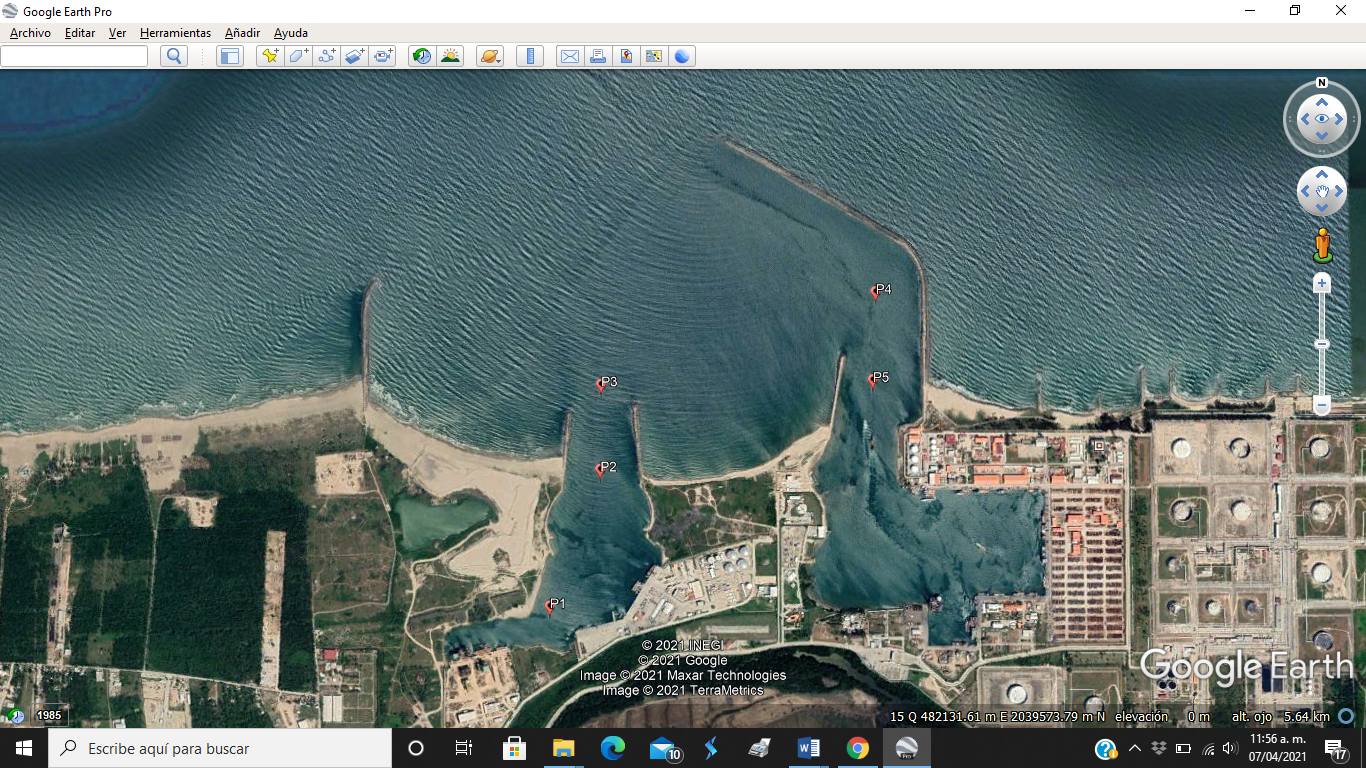 Google Earth Pro
Archivo Editar Ver Herramientas Añadir Ayuda
N
P4
P3
P5
P2
P1
© 2021 INEGI
© 2021 Google
Image © 2021 Maxar Technologies
Image © 2021 TerraMetrics
Google Earth
1985
15 Q 482131.61 m E 2039573.79 m N elevación 0 m alt. ojo 5.64 km
Escribe aquí para buscar
10
11:56 a. m.
07/04/2021
17